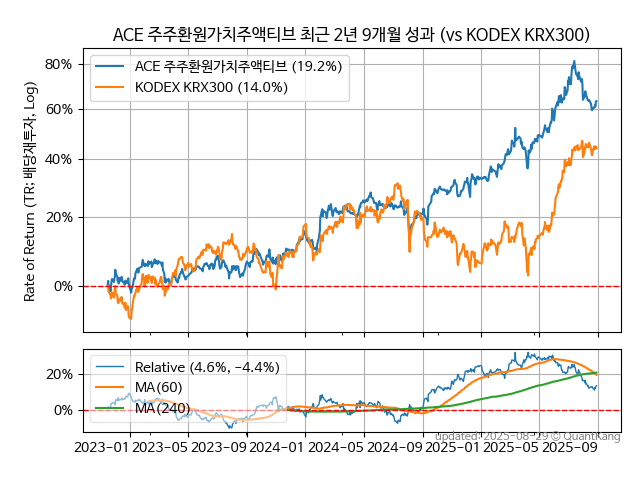 ACE 주주환원가치주액티브 최근 2년 9개월 성과 (vs KODEX KRX300)
Rate of Return (TR: 배당재투자, Log)
80%
60%
40%
20%
0%
ACE 주주환원가치주액티브 (19.2%)
KODEX KRX300 (14.0%)
20%
0%
Relative (4.6%, −4.4%)
MA(60)
MA(240)
updated: 2025-08-29 © QuantKang
2023−01 2023−05 2023−09 2024−01 2024−05 2024−09 2025−01 2025−05 2025−09